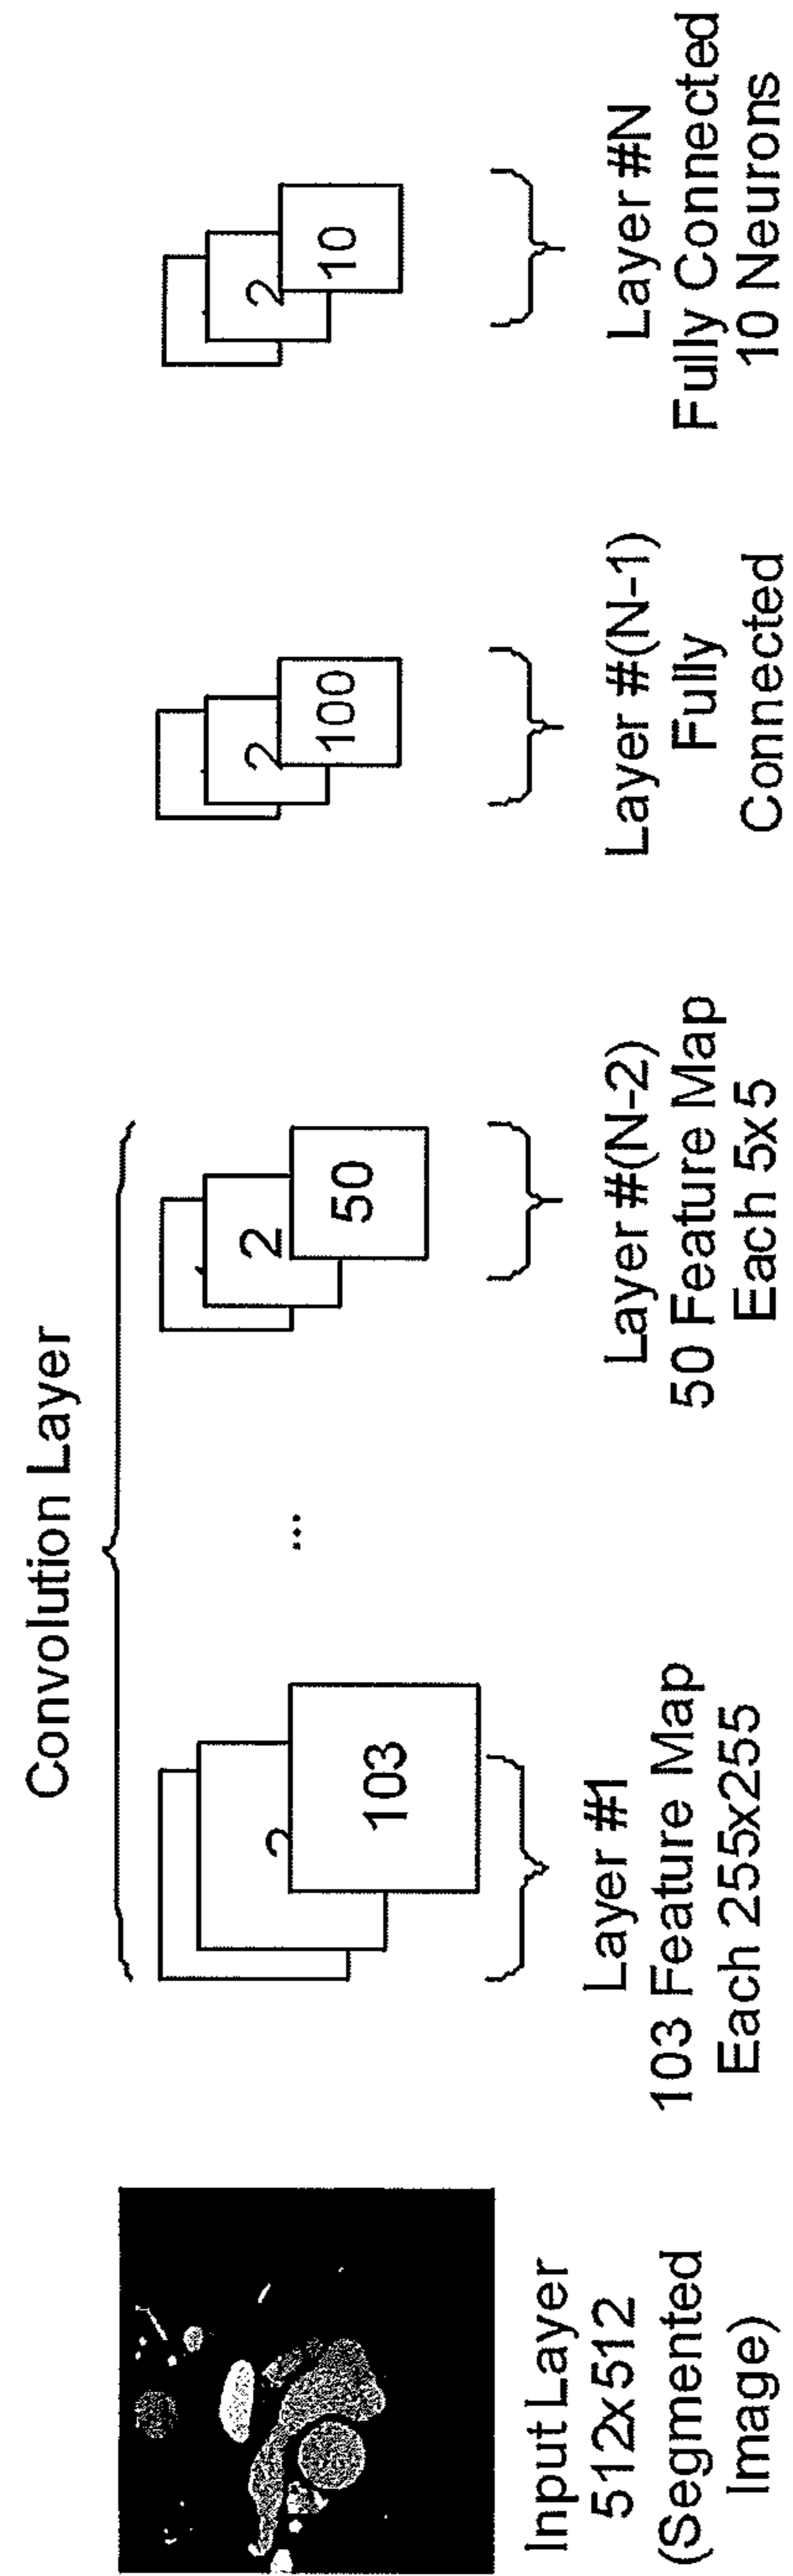 Convolution Layer
2
103
...
2
50
2
100
2
10
Input Layer
512x512
(Segmented
Image)
Layer #1
103 Feature Map
Each 255x255
Layer #(N-2)
50 Feature Map
Each 5x5
Layer #(N-1)
Fully
Connected
Layer #N
Fully Connected
10 Neurons